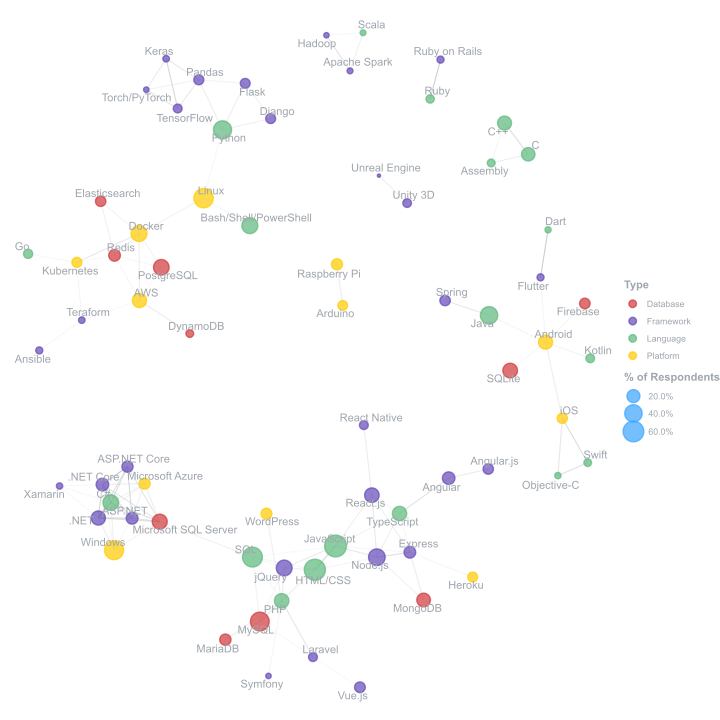 Scala
Hadoop
Apache Spark
Keras
Pandas
Torch/PyTorch
Flask
TensorFlow
Django
Python
Ruby on Rails
Ruby
C++
C
Assembly
Unreal Engine
Unity 3D
Linux
Elasticsearch
Bash/Shell/PowerShell
Docker
Go
Redis
Kubernetes
PostgreSQL
AWS
Teraform
DynamoDB
Ansible
Raspberry Pi
Arduino
Dart
Flutter
Spring
Firebase
Java
Android
Kotlin
SQLite
iOS
Swift
Objective-C
Type
Database
Framework
Language
Platform
% of Respondents
20.0%
40.0%
60.0%
React Native
ASP.NET Core
.NET Core
Microsoft Azure
Xamarin
C#
ASP.NET
.NET
Microsoft SQL Server
Windows
Angular.js
Angular
React.js
TypeScript
WordPress
JavaScript
SQL
Express
Node.js
jQuery
HTML/CSS
Heroku
PHP
MongoDB
MySQL
MariaDB
Laravel
Symfony
Vue.js